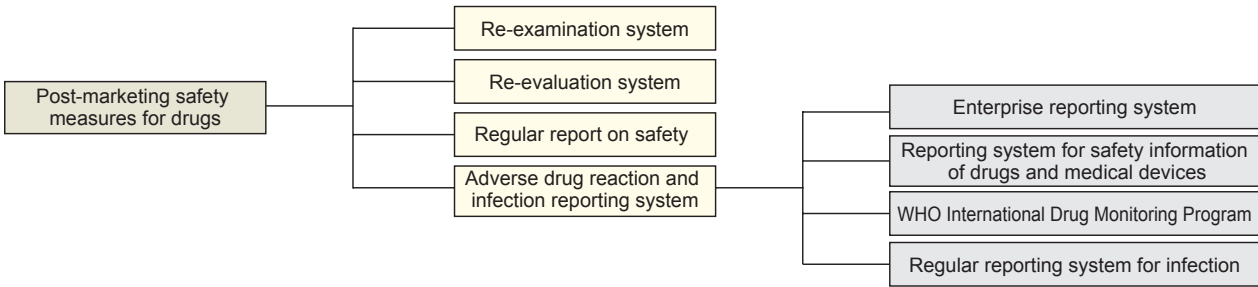 Post-marketing safety
measures for drugs
Re-examination system
Re-evaluation system
Regular report on safety
Adverse drug reaction and
infection reporting system
Enterprise reporting system
Reporting system for safety information
of drugs and medical devices
WHO International Drug Monitoring Program
Regular reporting system for infection